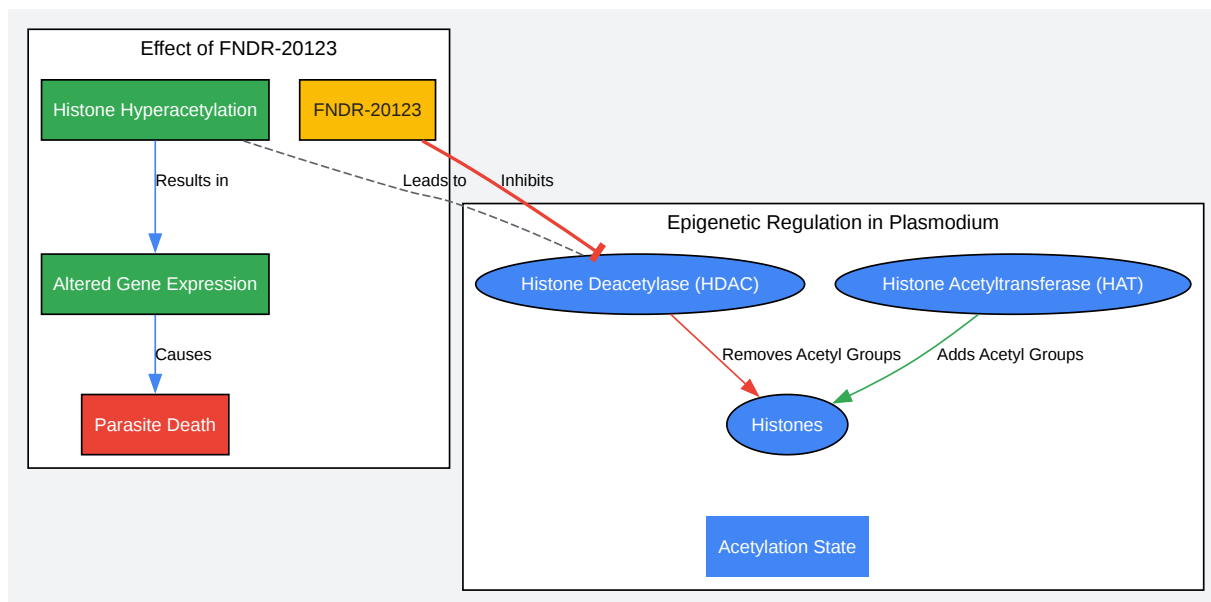 Effect of FNDR-20123
Histone Hyperacetylation
FNDR-20123
Results in
Leads to
Inhibits
Epigenetic Regulation in Plasmodium
Altered Gene Expression
Histone Deacetylase (HDAC)
Histone Acetyltransferase (HAT)
Causes
Removes Acetyl Groups
Adds Acetyl Groups
Parasite Death
Histones
Acetylation State